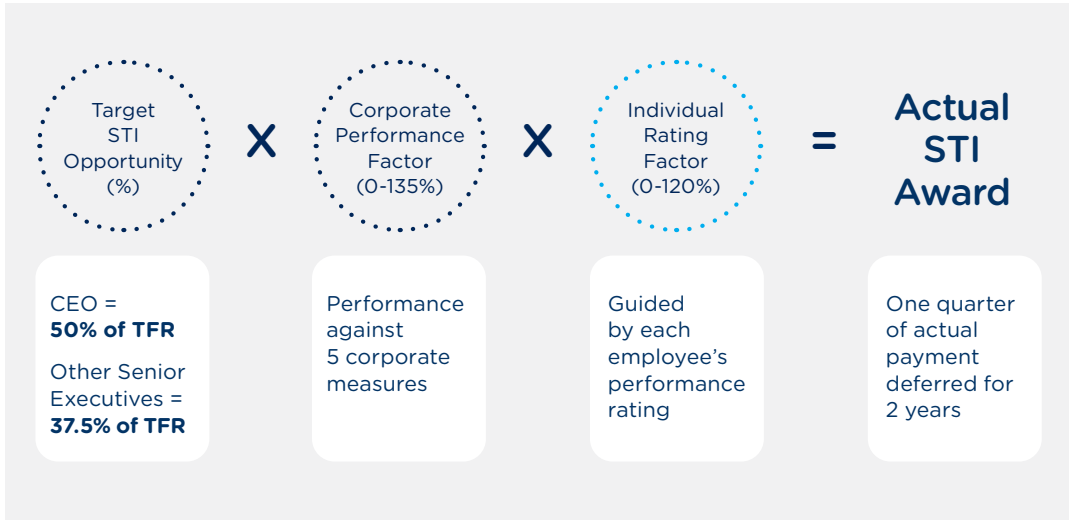 Target
STI
Opportunity
(%)
X
Corporate
Performance
Factor
(0-135%)
X
Individual
Rating
Factor
(0-120%)
=
Actual
STI
Award
CEO =
50% of TFR
Other Senior
Executives =
37.5% of TFR
Performance
against
5 corporate
measures
Guided
by each
employee’s
performance
rating
One quarter
of actual
payment
deferred for
2 years